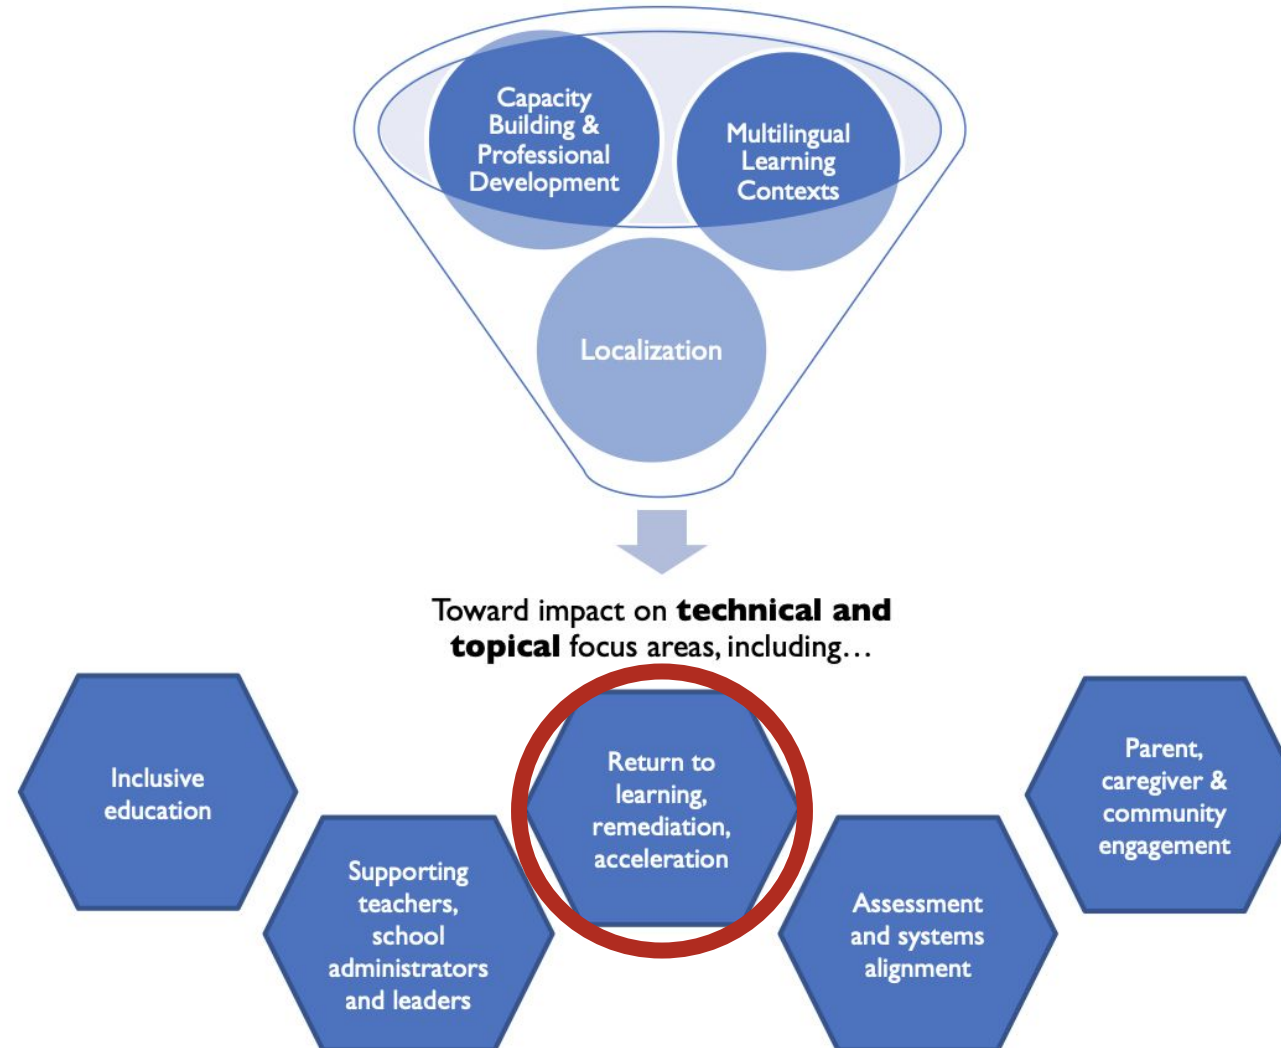 Capacity
Building &
Professional
Development
Multilingual
Learning
Contexts
Localization
Toward impact on technical and
topical focus areas, including…
Inclusive
education
Supporting
teachers,
school
administrators
and leaders
Return to
learning,
remediation,
acceleration
Assessment
and systems
alignment
Parent,
caregiver &
community
engagement